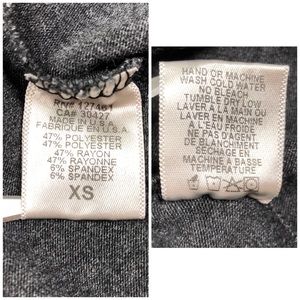 RN# 127461
CA# 30427
MADE IN U.S.A
FABRIQUE EN U.S.A.
47% POLYESTER
47% POLYESTER
47% RAYON
47% RAYONNE
6% SPANDEX
6% SPANDEX
XS
HAND OR MACHINE
WASH COLD WATER
NO BLEACH
TUMBLE DRY LOW
LAVER A LA MAIN OU
LAVER EN MACHINE
A L'EAU FROIDE
NE PAS EMPLOYER
DE BLANCHIMENT
SECHAGE EN
MACHINE A BASSE
TEMPERATURE